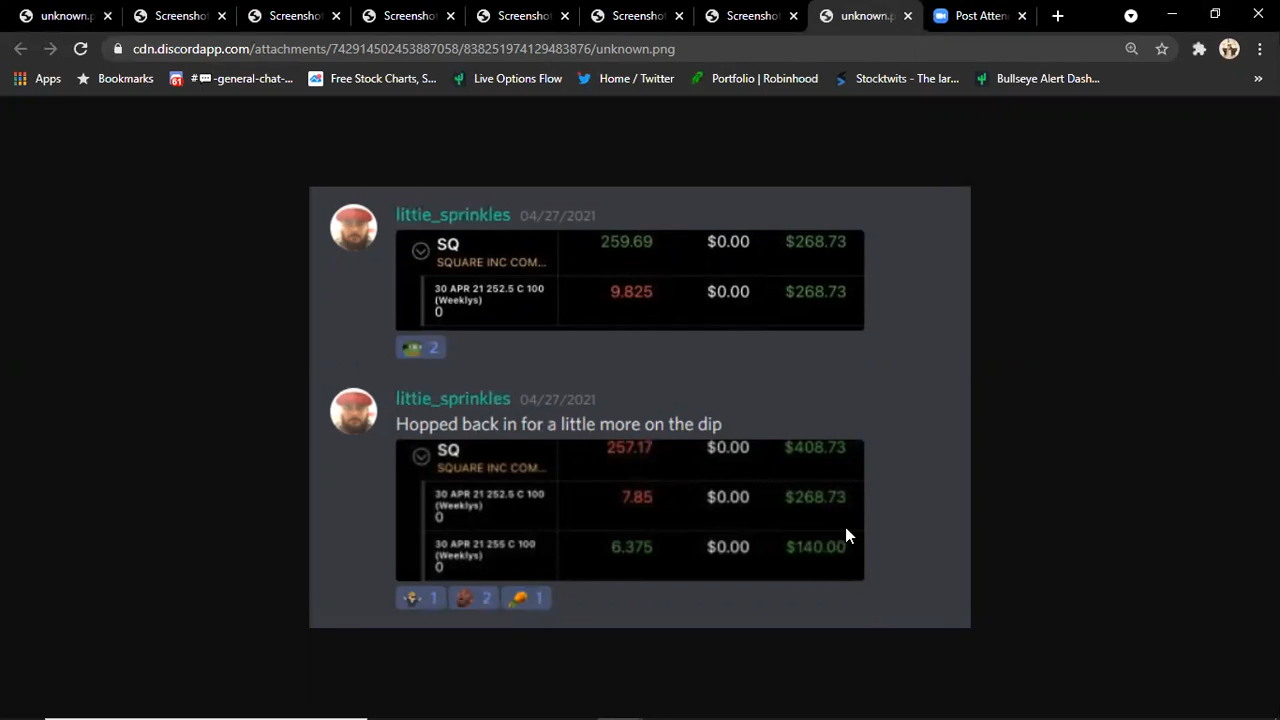 unknown.p
Screensho
Screensho
Screensho
Screensho
Screensho
Screensho
unknown.p
Post Atten
cdn.discordapp.com/attachments/742914502453887058/838251974129483876/unknown.png
Apps
Bookmarks
61
#💬-general-chat-...
Free Stock Charts, S...
Live Options Flow
Home / Twitter
Portfolio | Robinhood
Stocktwits - The lar...
Bullseye Alert Dash...
»
littie_sprinkles 04/27/2021
SQ 259.69 $0.00 $268.73
SQUARE INC COM...
30 APR 21 252.5 C 100 9.825 $0.00 $268.73
(Weeklys)
0
2
littie_sprinkles 04/27/2021
Hopped back in for a little more on the dip
SQ 257.17 $0.00 $408.73
SQUARE INC COM...
30 APR 21 252.5 C 100 7.85 $0.00 $268.73
(Weeklys)
0
30 APR 21 255 C 100 6.375 $0.00 $140.00
(Weeklys)
0
1 2 1